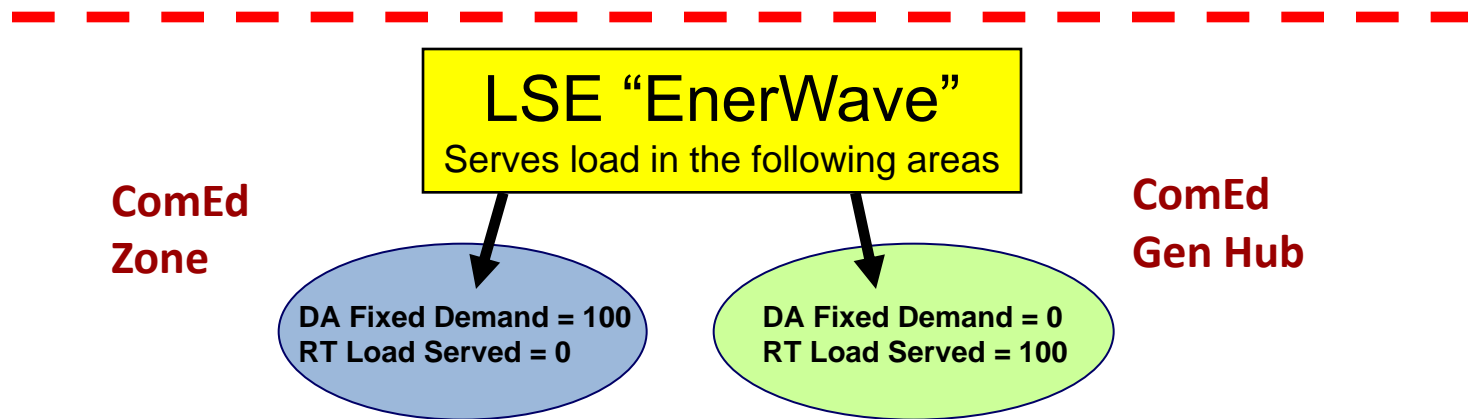 LSE “EnerWave”
Serves load in the following areas
ComEd
Zone
ComEd
Gen Hub
DA Fixed Demand = 100
RT Load Served = 0
DA Fixed Demand = 0
RT Load Served = 100